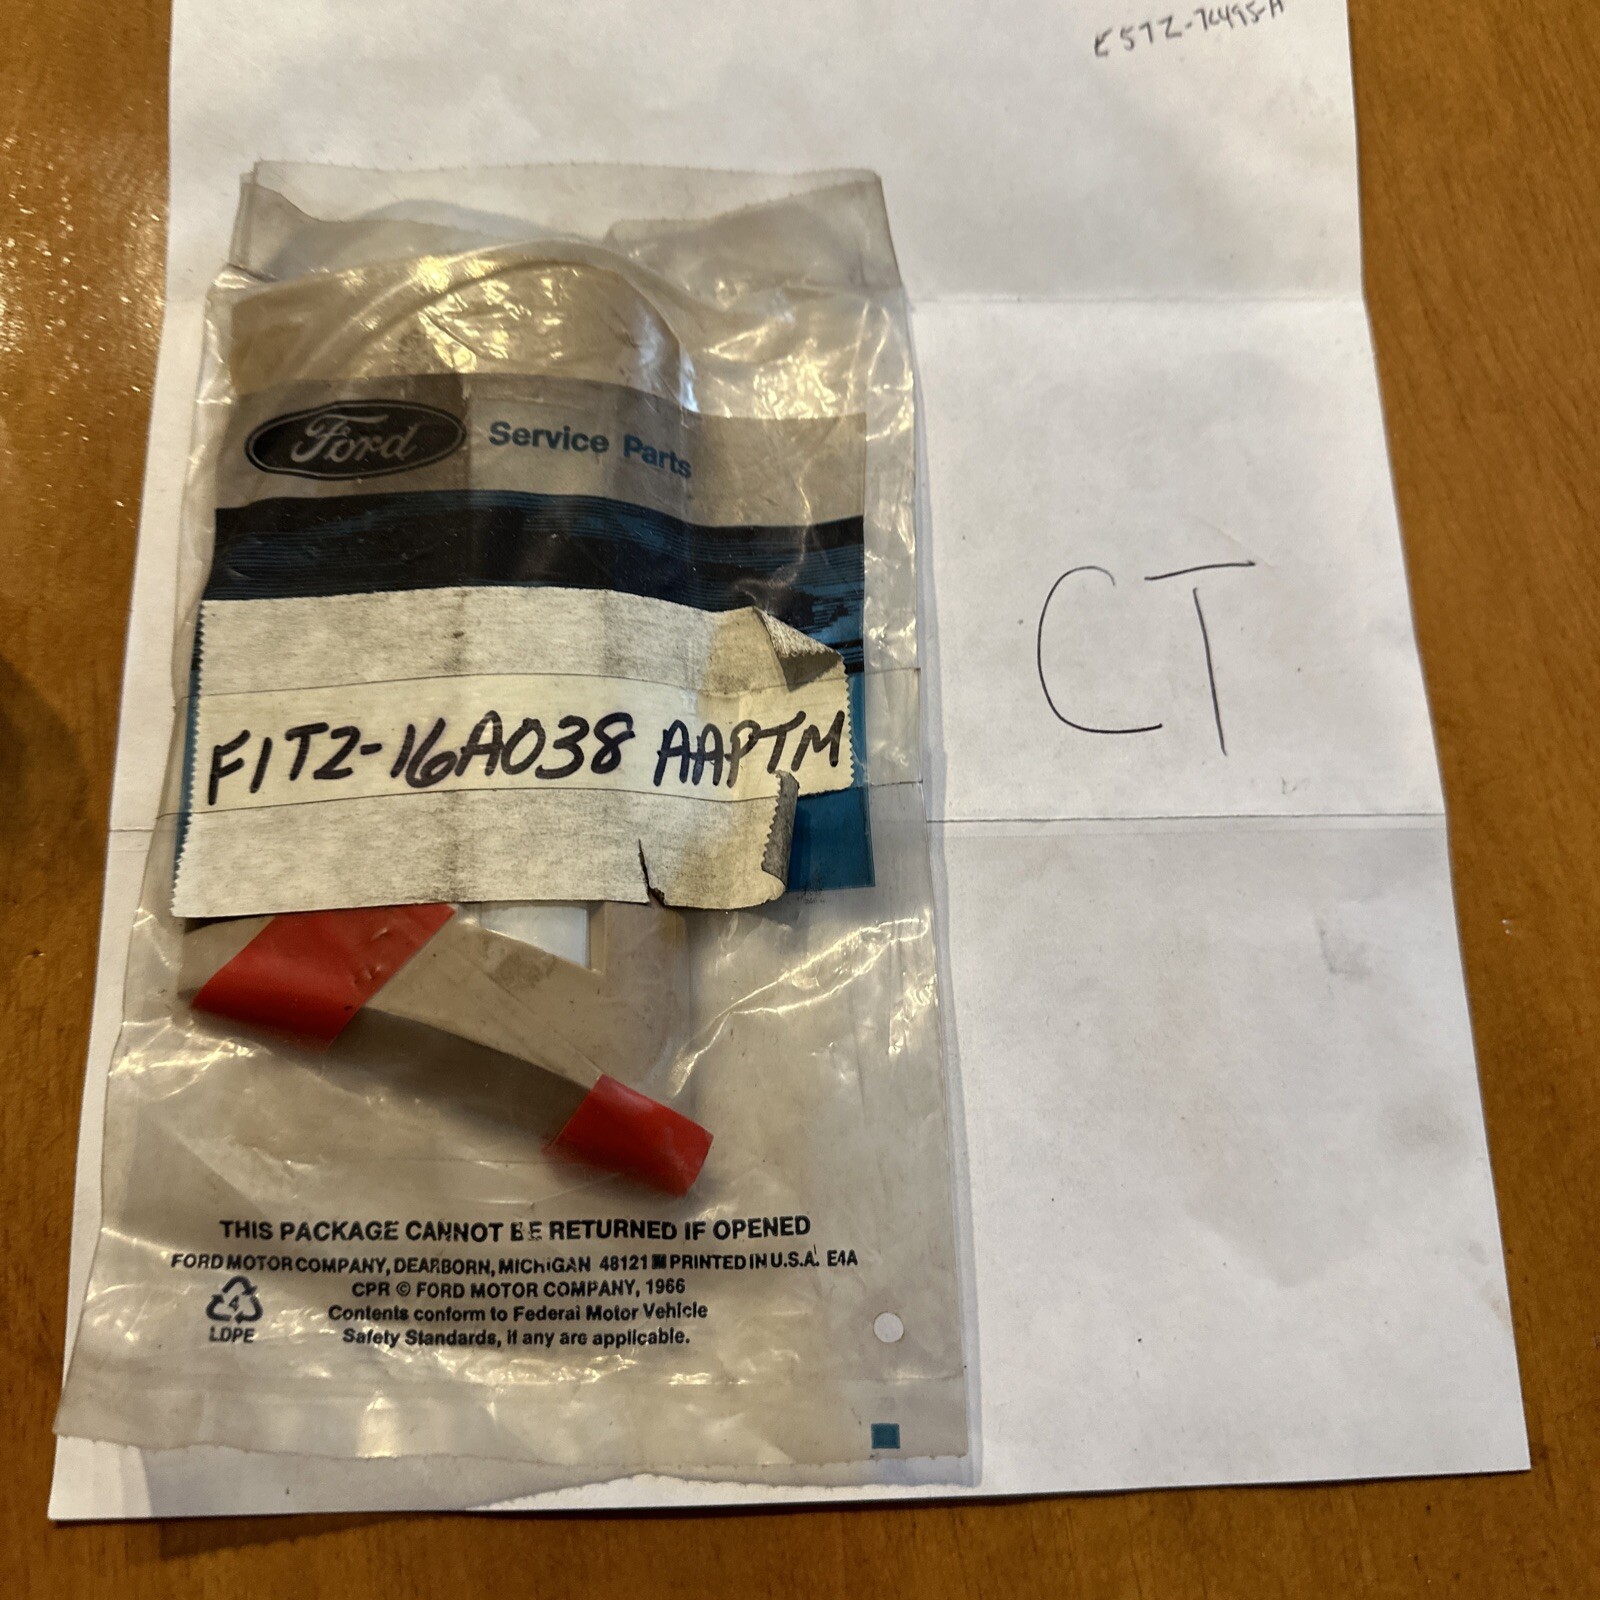 E5TZ-7C495-A
Ford Service Parts
F1TZ-16A038 AAPTM
CT
THIS PACKAGE CANNOT BE RETURNED IF OPENED
FORD MOTOR COMPANY, DEARBORN, MICHIGAN 48121 PRINTED IN U.S.A. E4A
CPR © FORD MOTOR COMPANY, 1966
Contents conform to Federal Motor Vehicle
Safety Standards, if any are applicable.
4
LDPE